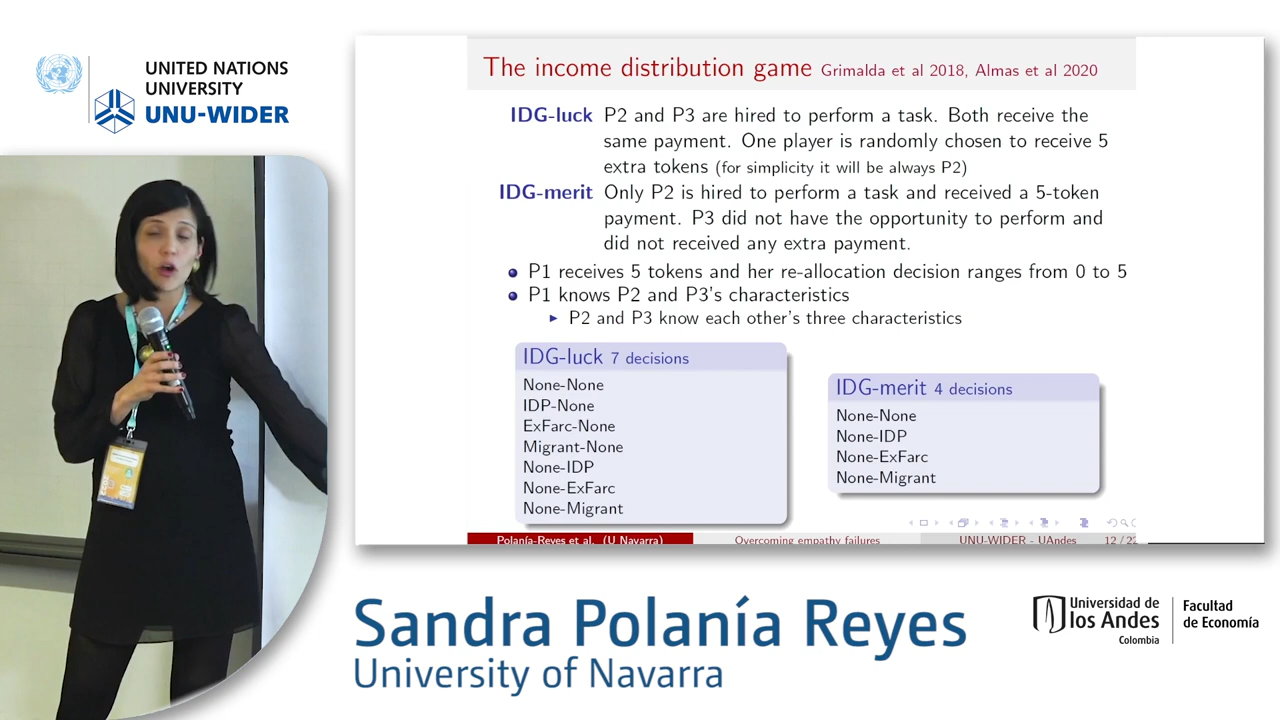 UNITED NATIONS
UNIVERSITY
UNU-WIDER
The income distribution game Grimalda et al 2018, Almas et al 2020
IDG-luck P2 and P3 are hired to perform a task. Both receive the
same payment. One player is randomly chosen to receive 5
extra tokens (for simplicity it will be always P2)
IDG-merit Only P2 is hired to perform a task and received a 5-token
payment. P3 did not have the opportunity to perform and
did not received any extra payment.
P1 receives 5 tokens and her re-allocation decision ranges from 0 to 5
P1 knows P2 and P3's characteristics
P2 and P3 know each other's three characteristics
IDG-luck 7 decisions
None-None
IDP-None
ExFarc-None
Migrant-None
None-IDP
None-ExFarc
None-Migrant
IDG-merit 4 decisions
None-None
None-IDP
None-ExFarc
None-Migrant
Polanía-Reyes et al. (U Navarra) Overcoming empathy failures UNU-WIDER - UAndes 12 / 22
Sandra Polanía Reyes
University of Navarra
Universidad de
los Andes
Colombia
Facultad
de Economía